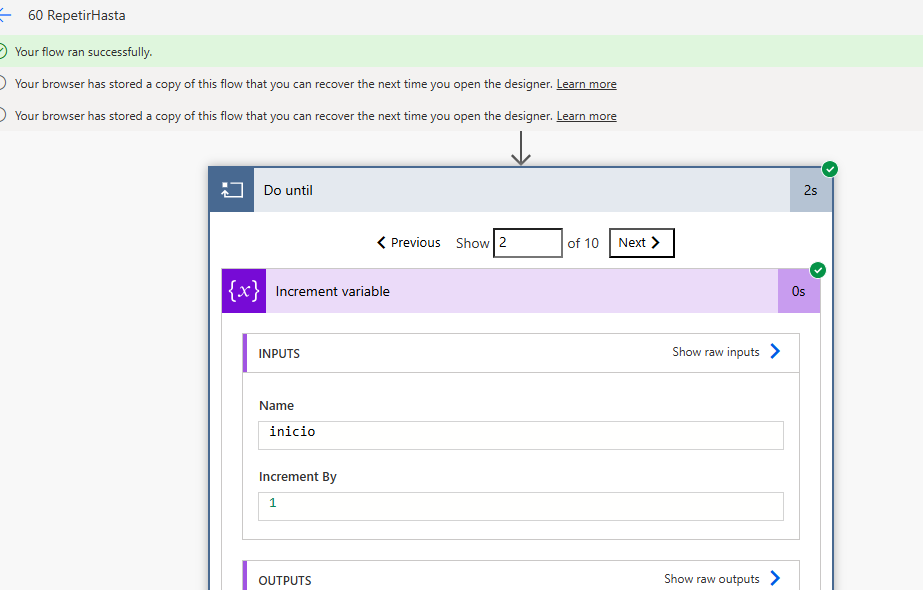 60 RepetirHasta
Your flow ran successfully.
Your browser has stored a copy of this flow that you can recover the next time you open the designer. Learn more
Your browser has stored a copy of this flow that you can recover the next time you open the designer. Learn more
Do until 2s
Previous Show 2 of 10 Next
{x} Increment variable 0s
INPUTS Show raw inputs
Name
inicio
Increment By
1
OUTPUTS Show raw outputs